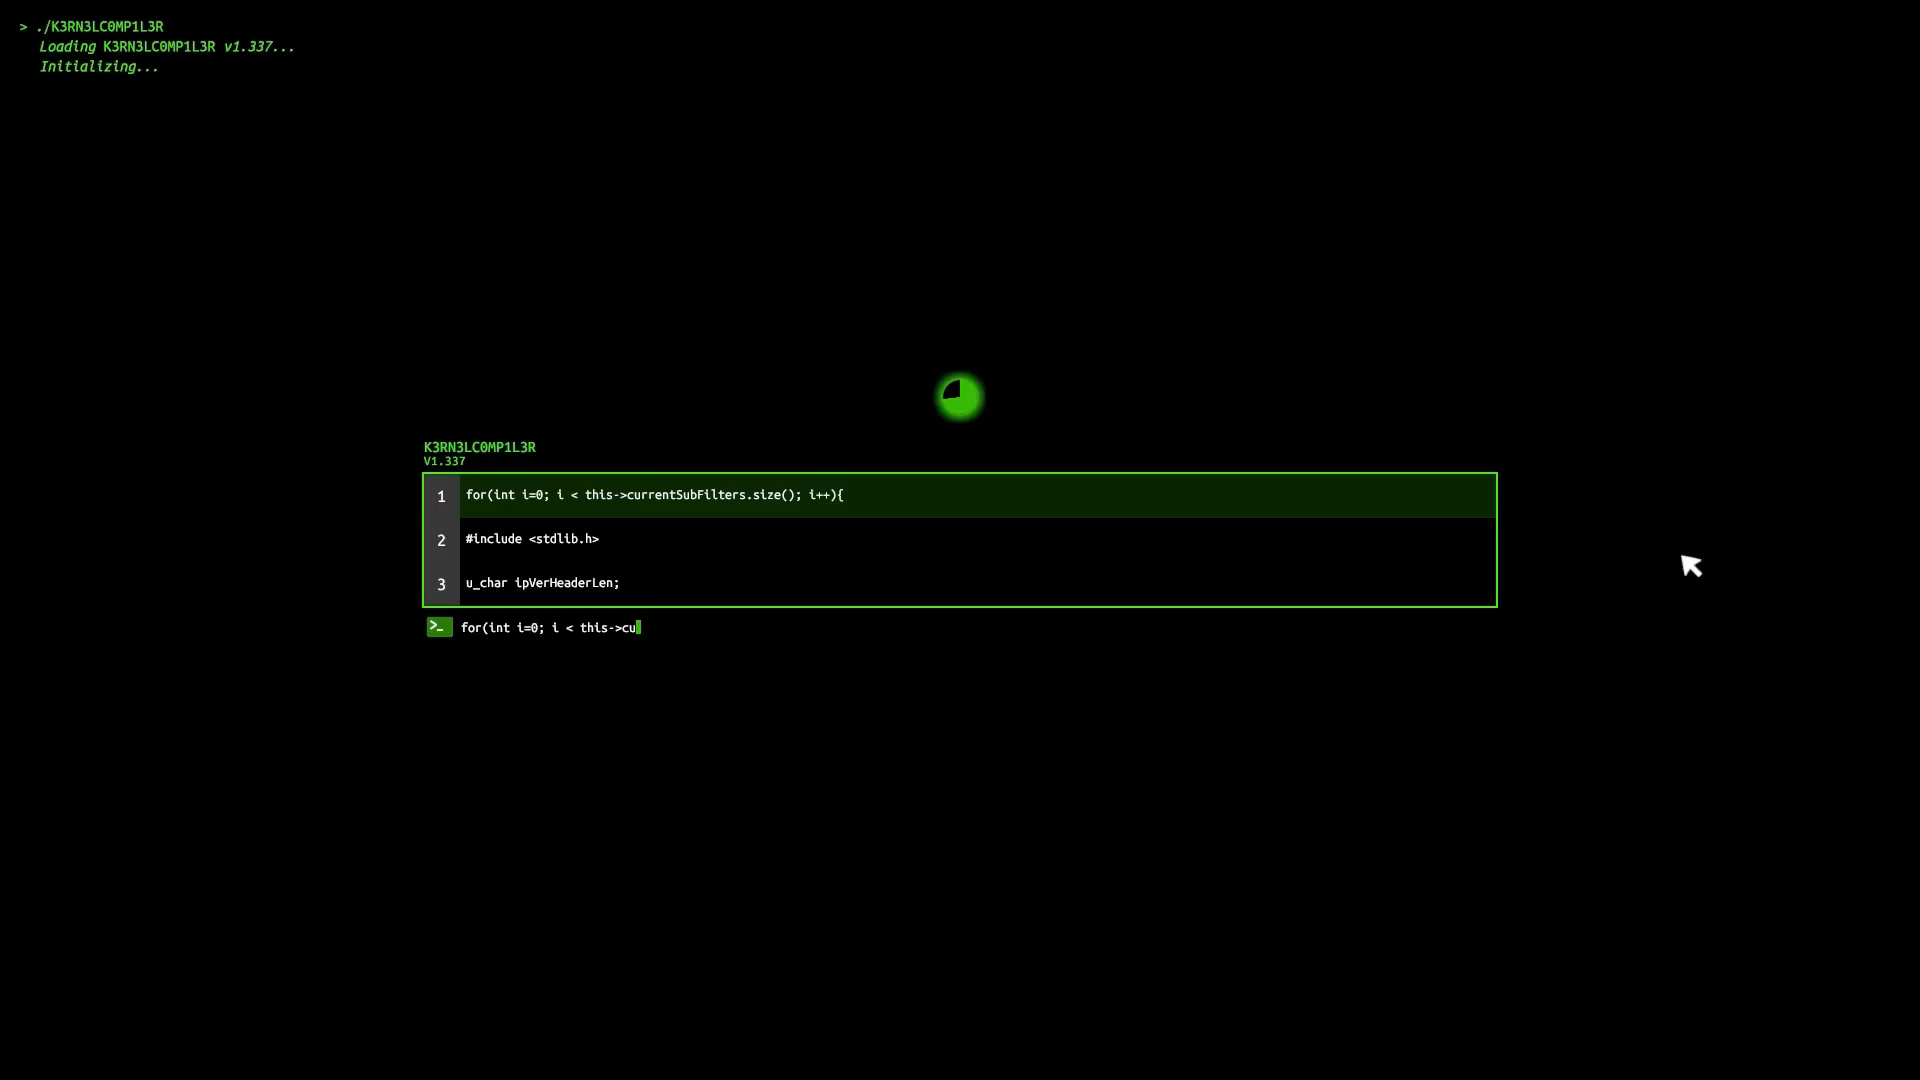 > ./K3RN3LC0MP1L3R
Loading K3RN3LC0MP1L3R v1.337...
Initializing...
K3RN3LC0MP1L3R
V1.337
1 for(int i=0; i < this->currentSubFilters.size(); i++){
2 #include <stdlib.h>
3 u_char ipVerHeaderLen;
>_ for(int i=0; i < this->cu